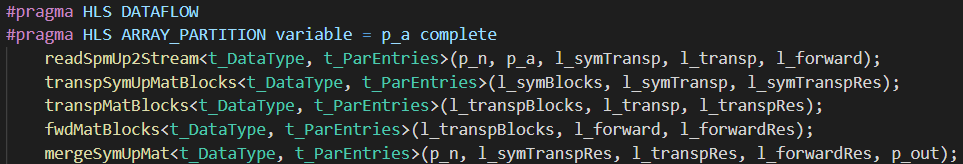 #pragma HLS DATAFLOW
#pragma HLS ARRAY_PARTITION variable = p_a complete
readSpmUp2Stream<t_DataType, t_ParEntries>(p_n, p_a, l_symTransp, l_transp, l_forward);
transpSymUpMatBlocks<t_DataType, t_ParEntries>(l_symBlocks, l_symTransp, l_symTranspRes);
transpMatBlocks<t_DataType, t_ParEntries>(l_transpBlocks, l_transp, l_transpRes);
fwdMatBlocks<t_DataType, t_ParEntries>(l_transpBlocks, l_forward, l_forwardRes);
mergeSymUpMat<t_DataType, t_ParEntries>(p_n, l_symTranspRes, l_transpRes, l_forwardRes, p_out);